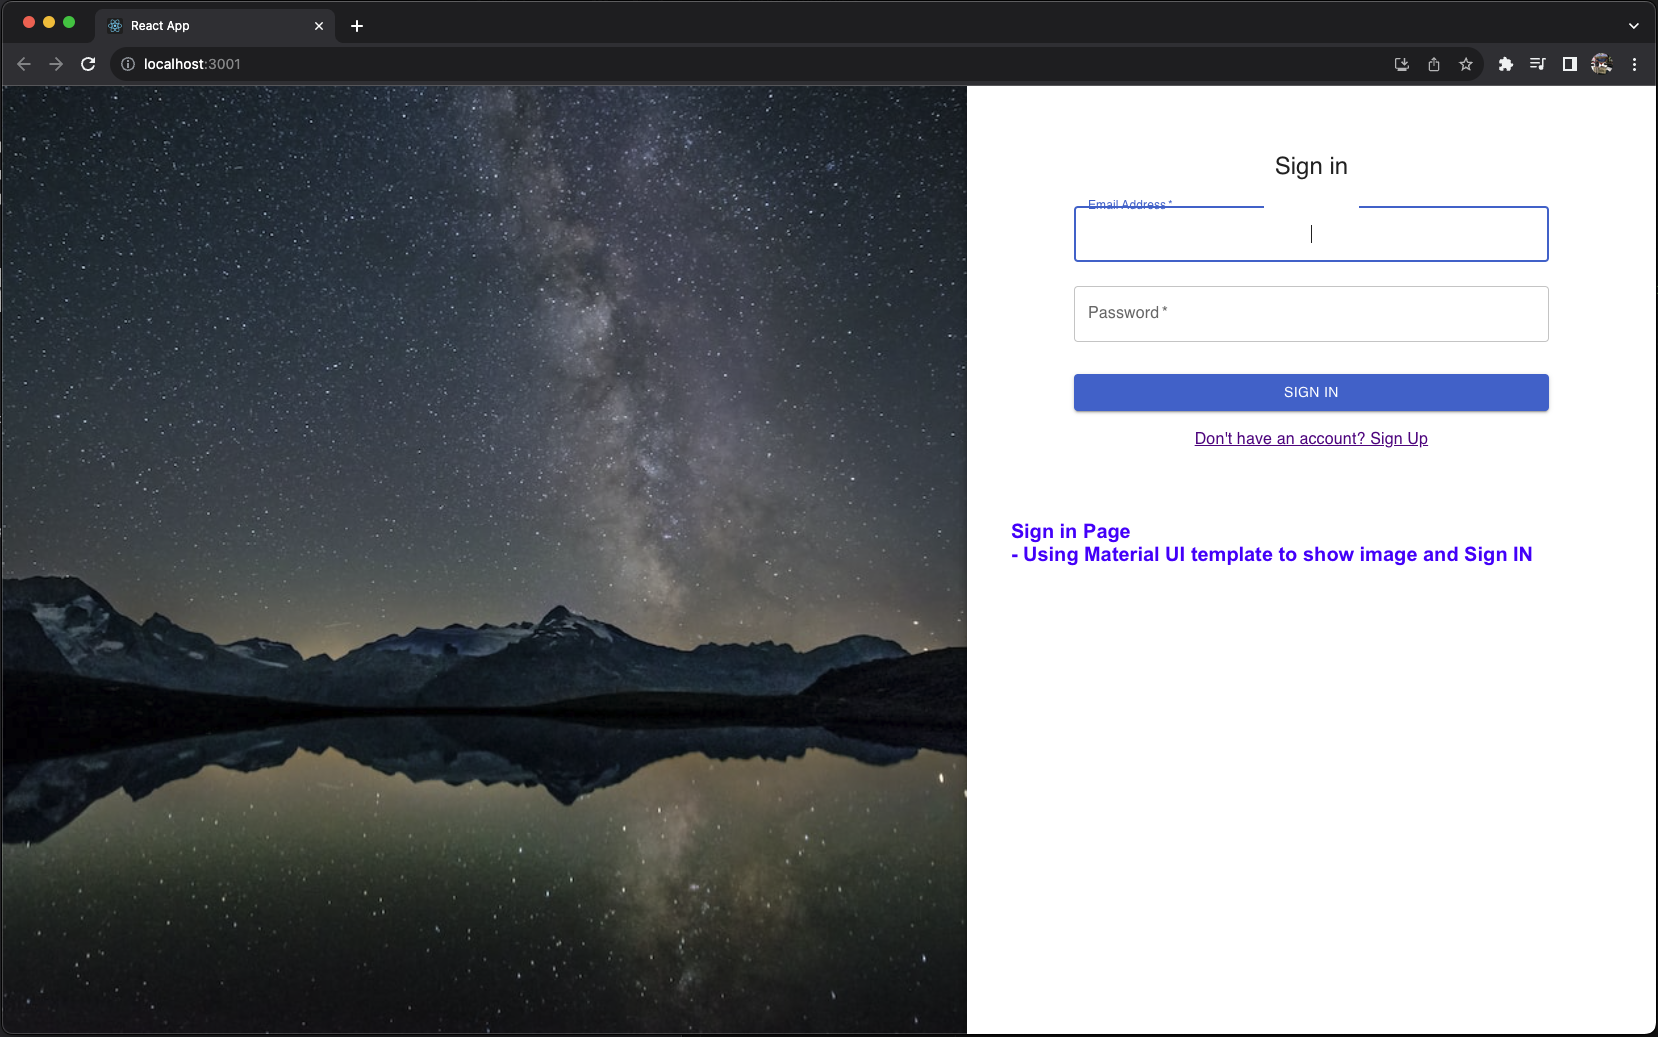 React App
localhost:3001
Sign in
Email Address *
Password *
SIGN IN
Don't have an account? Sign Up
Sign in Page
- Using Material UI template to show image and Sign IN